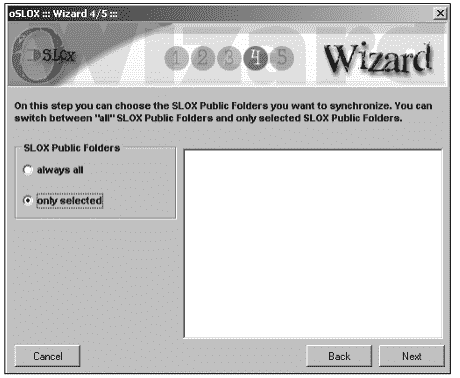 oSLOX ::: Wizard 4/5 :::
OSLOX
1 2 3 4 5
Wizard
On this step you can choose the SLOX Public Folders you want to synchronize. You can
switch between "all" SLOX Public Folders and only selected SLOX Public Folders.
SLOX Public Folders
always all
only selected
Cancel
Back
Next